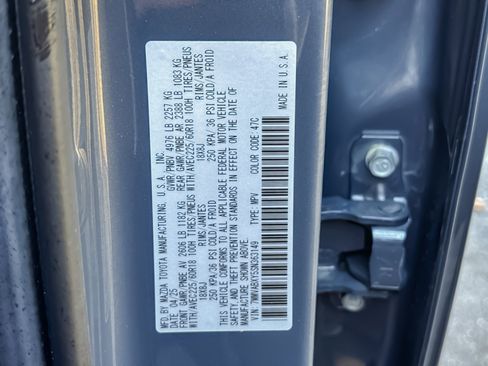 MFD.BY MAZDA TOYOTA MANUFACTURING, U.S.A., INC.
DATE 04/25 GVWR/PNBV 4976 LB 2257 KG
FRONT GAWR/PNBE AV 2606 LB 1182 KG REAR GAWR/PNBE AR 2388 LB 1083 KG
WITH/AVEC225/60R18 100H TIRES/PNEUS WITH/AVEC225/60R18 100H TIRES/PNEUS
18X8J RIMS/JANTES 18X8J RIMS/JANTES
250 KPA/36 PSI COLD/A FROID 250 KPA/36 PSI COLD/A FROID
THIS VEHICLE CONFORMS TO ALL APPLICABLE FEDERAL MOTOR VEHICLE
SAFETY AND THEFT PREVENTION STANDARDS IN EFFECT ON THE DATE OF
MANUFACTURE SHOWN ABOVE.
VIN: TYPE: MPV COLOR CODE: 47C
MADE IN U.S.A.